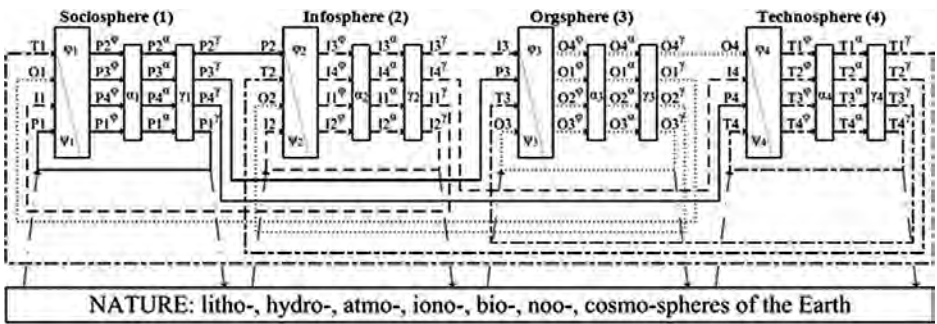 Sociosphere (1) Infosphere (2) Orgsphere (3) Technosphere (4)
T1 φ1 P2φ P2α P2γ P2 φ2 I3φ I3α I3γ I3 φ3 O4φ O4α O4γ O4 φ4 T1φ T1α T1γ
O1 P3φ P3α P3γ T2 I4φ I4α I4γ P3 O1φ O1α O1γ I4 T2φ T2α T2γ
α1 γ1 α2 γ2 α3 γ3 α4 γ4
I1 P4φ P4α P4γ O2 I1φ I1α I1γ T3 O2φ O2α O2γ P4 T3φ T3α T3γ
P1 ψ1 P1φ P1α P1γ I2 ψ2 I2φ I2α I2γ O3 ψ3 O3φ O3α O3γ T4 ψ4 T4φ T4α T4γ
NATURE: litho-, hydro-, atmo-, iono-, bio-, noo-, cosmo-spheres of the Earth